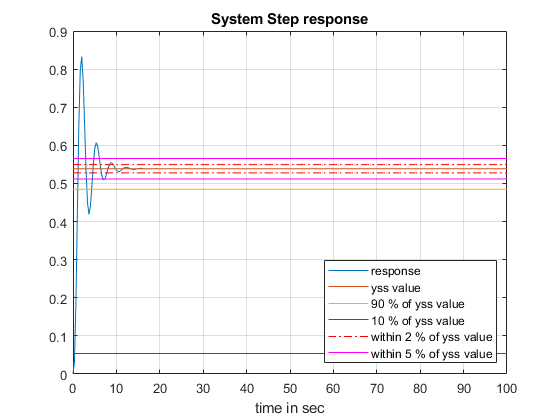 System Step response
0.9
0.8
0.7
0.6
0.5
0.4
0.3
0.2
0.1
0
response
yss value
90 % of yss value
10 % of yss value
within 2 % of yss value
within 5 % of yss value
0 10 20 30 40 50 60 70 80 90 100
time in sec